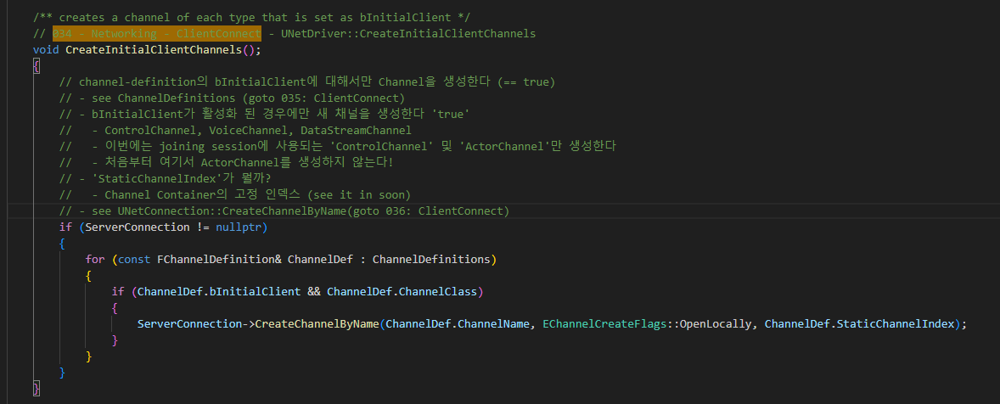 /** creates a channel of each type that is set as bInitialClient */
// 034 - Networking - ClientConnect - UNetDriver::CreateInitialClientChannels
void CreateInitialClientChannels();
{
// channel-definition의 bInitialClient에 대해서만 Channel을 생성한다 (== true)
// - see ChannelDefinitions (goto 035: ClientConnect)
// - bInitialClient가 활성화 된 경우에만 새 채널을 생성한다 'true'
//   - ControlChannel, VoiceChannel, DataStreamChannel
//   - 이번에는 joining session에 사용되는 'ControlChannel' 및 'ActorChannel'만 생성한다
//   - 처음부터 여기서 ActorChannel를 생성하지 않는다!
// - 'StaticChannelIndex'가 뭘까?
//   - Channel Container의 고정 인덱스 (see it in soon)
// - see UNetConnection::CreateChannelByName(goto 036: ClientConnect)
if (ServerConnection != nullptr)
{
for (const FChannelDefinition& ChannelDef : ChannelDefinitions)
{
if (ChannelDef.bInitialClient && ChannelDef.ChannelClass)
{
ServerConnection->CreateChannelByName(ChannelDef.ChannelName, EChannelCreateFlags::OpenLocally, ChannelDef.StaticChannelIndex);
}
}
}
}